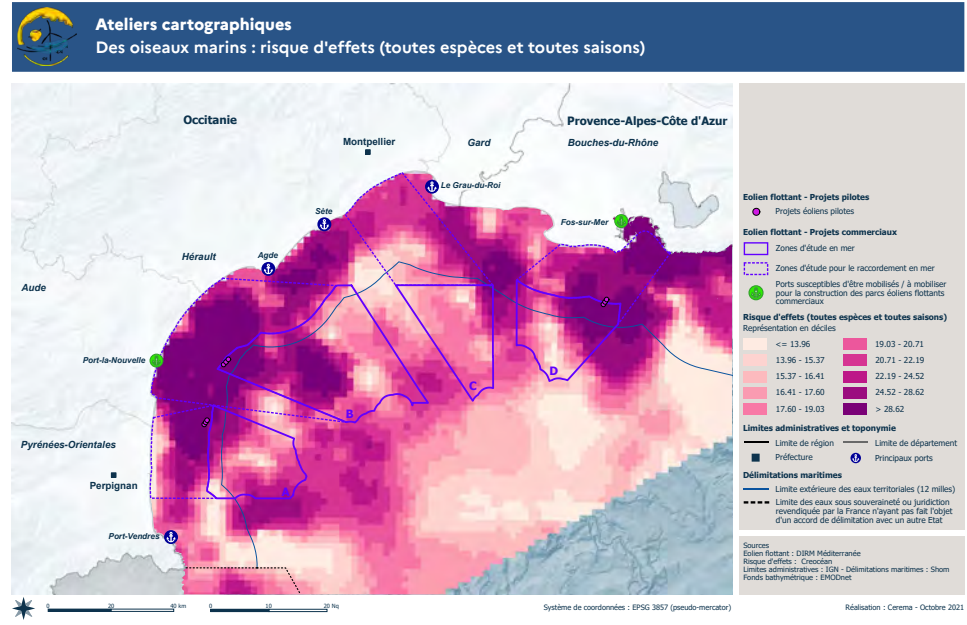 Ateliers cartographiques
Des oiseaux marins : risque d'effets (toutes espèces et toutes saisons)
Occitanie
Provence-Alpes-Côte d'Azur
Montpellier
Gard
Bouches-du-Rhône
Le Grau-du-Roi
Sète
Fos-sur-Mer
Hérault
Agde
Aude
Port-la-Nouvelle
D
C
B
Pyrénées-Orientales
Perpignan
A
Port-Vendres
Eolien flottant - Projets pilotes
Projets éoliens pilotes
Eolien flottant - Projets commerciaux
Zones d'étude en mer
Zones d'étude pour le raccordement en mer
Ports susceptibles d'être mobilisés / à mobiliser
pour la construction des parcs éoliens flottants
commerciaux
Risque d'effets (toutes espèces et toutes saisons)
Représentation en déciles
<= 13.96
19.03 - 20.71
13.96 - 15.37
20.71 - 22.19
15.37 - 16.41
22.19 - 24.52
16.41 - 17.60
24.52 - 28.62
17.60 - 19.03
> 28.62
Limites administratives et toponymie
Limite de région
Limite de département
Préfecture
Principaux ports
Délimitations maritimes
Limite extérieure des eaux territoriales (12 milles)
Limite des eaux sous souveraineté ou juridiction
revendiquée par la France n'ayant pas fait l'objet
d'un accord de délimitation avec un autre Etat
Sources
Eolien flottant : DIRM Méditerranée
Risque d'effets : Creocéan
Limites administratives : IGN - Délimitations maritimes : Shom
Fonds bathymétrique : EMODnet
0 20 40 km
0 10 20 Nq
Système de coordonnées : EPSG 3857 (pseudo-mercator)
Réalisation : Cerema - Octobre 2021